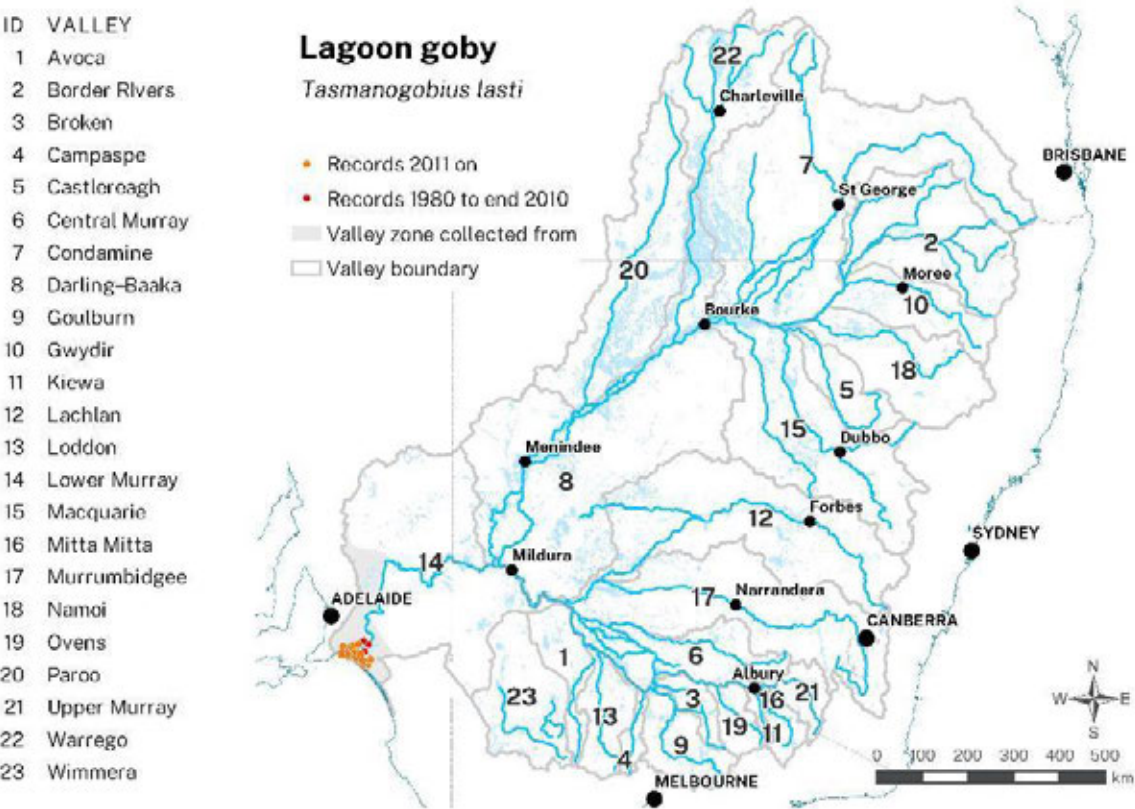 ID VALLEY
1 Avoca
2 Border RIvers
3 Broken
4 Campaspe
5 Castlereagh
6 Central Murray
7 Condamine
8 Darling–Baaka
9 Goulburn
10 Gwydir
11 Kiewa
12 Lachlan
13 Loddon
14 Lower Murray
15 Macquarie
16 Mitta Mitta
17 Murrumbidgee
18 Namoi
19 Ovens
20 Paroo
21 Upper Murray
22 Warrego
23 Wimmera
Lagoon goby
Tasmanogobius lasti
Records 2011 on
Records 1980 to end 2010
Valley zone collected from
Valley boundary
22
Charleville
BRISBANE
7
St George
2
20
Moree
10
Bourke
18
5
15
Dubbo
Menindee
8
12
Forbes
SYDNEY
Mildura
14
17
Narrandera
ADELAIDE
CANBERRA
1
6
Albury
23
3
16
21
13
19
11
9
4
MELBOURNE
N
W E
S
0 100 200 300 400 500
km